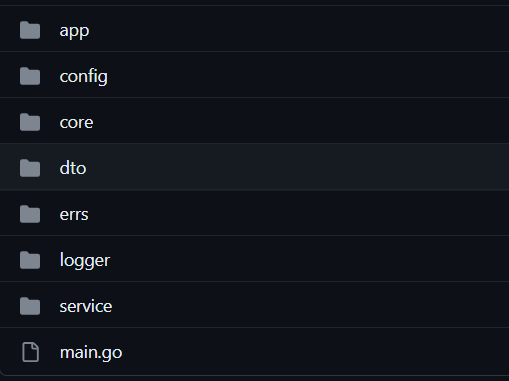 app
config
core
dto
errs
logger
service
main.go